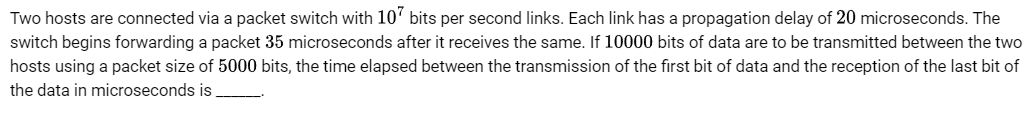 Two hosts are connected via a packet switch with 10⁷ bits per second links. Each link has a propagation delay of 20 microseconds. The
switch begins forwarding a packet 35 microseconds after it receives the same. If 10000 bits of data are to be transmitted between the two
hosts using a packet size of 5000 bits, the time elapsed between the transmission of the first bit of data and the reception of the last bit of
the data in microseconds is ______.